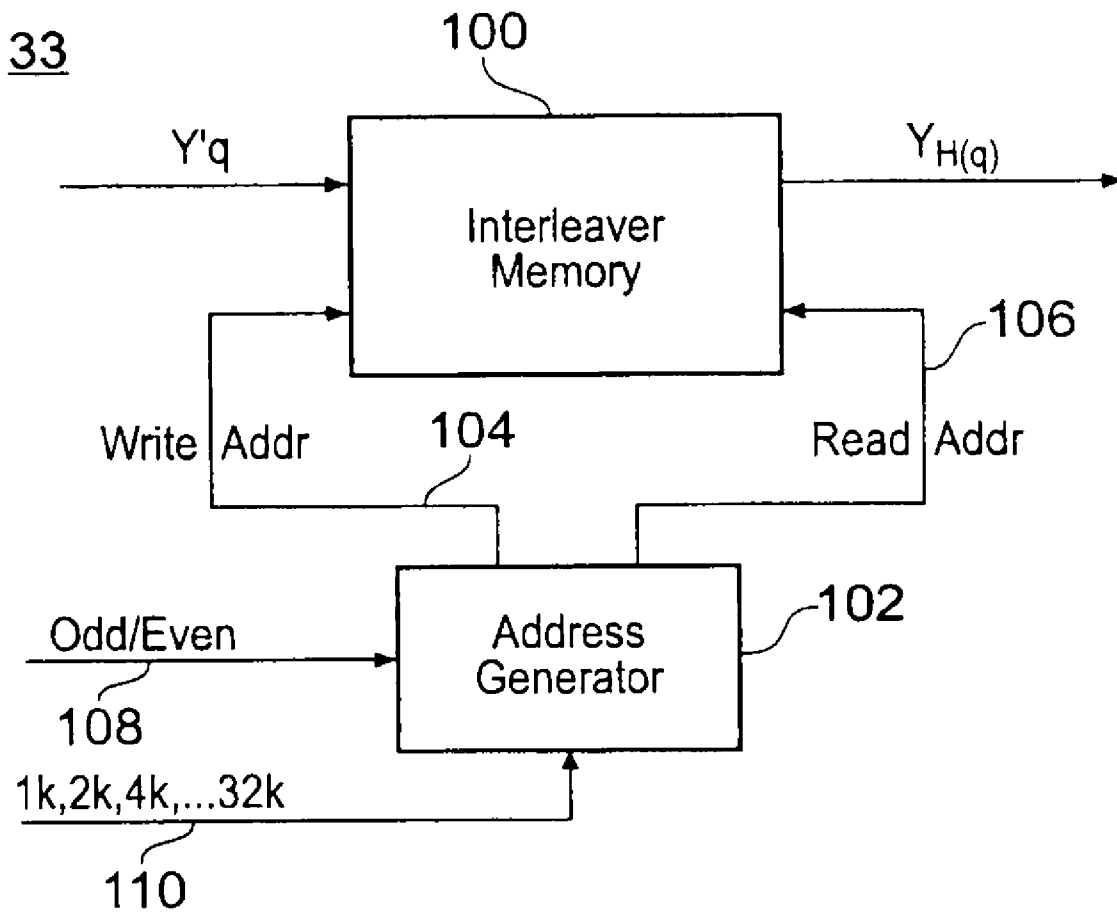 33
100
Y'q
Y_H(q)
Interleaver
Memory
106
Write Addr
104
Read Addr
Odd/Even
108
Address
Generator
102
1k,2k,4k,...32k
110